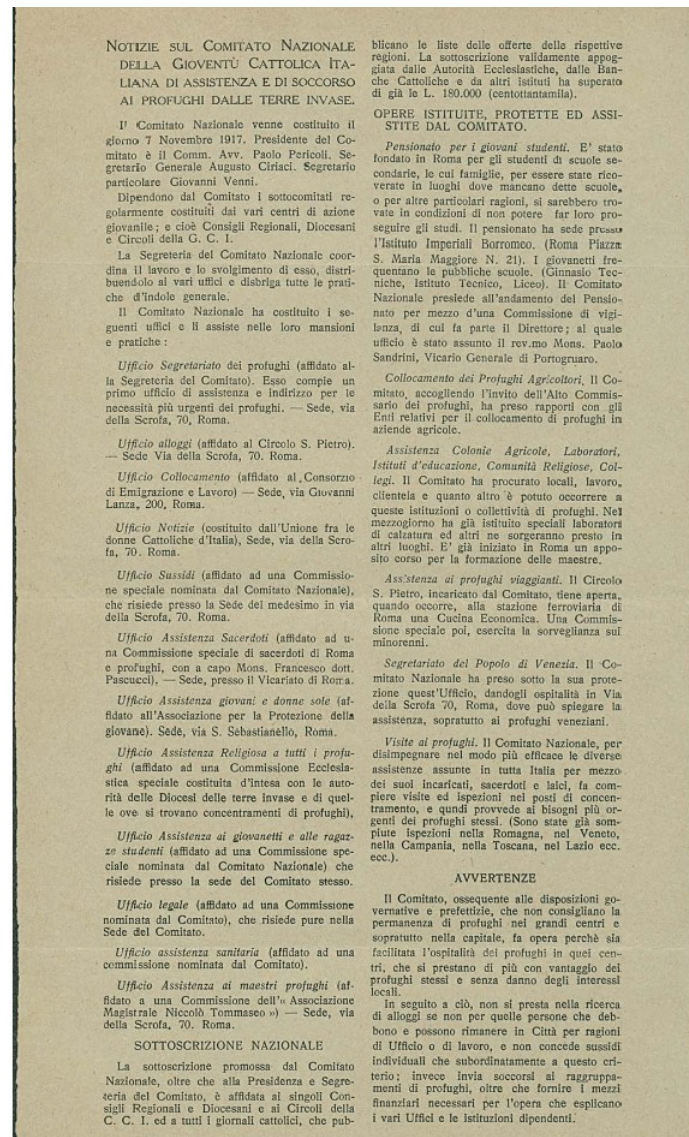 NOTIZIE SUL COMITATO NAZIONALE
DELLA GIOVENTÙ CATTOLICA ITA-
LIANA DI ASSISTENZA E DI SOCCORSO
AI PROFUGHI DALLE TERRE INVASE.
Il Comitato Nazionale venne costituito il
giorno 7 Novembre 1917. Presidente del Co-
mitato è il Comm. Avv. Paolo Pericoli. Se-
gretario Generale Augusto Ciriaci. Segretario
particolare Giovanni Venni.
Dipendono dal Comitato i sottocomitati re-
golarmente costituiti dai vari centri di azione
giovanile; e cioè Consigli Regionali, Diocesani
e Circoli della G. C. I.
La Segreteria del Comitato Nazionale coor-
dina il lavoro e lo svolgimento di esso, distri-
buendolo ai vari uffici e disbriga tutte le prati-
che d'indole generale.
Il Comitato Nazionale ha costituito i se-
guenti uffici e li assiste nelle loro mansioni
e pratiche :
Ufficio Segretariato dei profughi (affidato al-
la Segreteria del Comitato). Esso compie un
primo ufficio di assistenza e indirizzo per le
necessità più urgenti dei profughi. — Sede, via
della Scrofa, 70, Roma.
Ufficio alloggi (affidato al Circolo S. Pietro).
— Sede Via della Scrofa, 70. Roma.
Ufficio Collocamento (affidato al Consorzio
di Emigrazione e Lavoro) — Sede, via Giovanni
Lanza, 200, Roma.
Ufficio Notizie (costituito dall'Unione fra le
donne Cattoliche d'Italia), Sede, via della Scro-
fa, 70. Roma.
Ufficio Sussidi (affidato ad una Commissio-
ne speciale nominata dal Comitato Nazionale),
che risiede presso la Sede del medesimo in via
della Scrofa, 70. Roma.
Ufficio Assistenza Sacerdoti (affidato ad u-
na Commissione speciale di sacerdoti di Roma
e profughi, con a capo Mons. Francesco dott.
Pascucci), — Sede, presso il Vicariato di Roma.
Ufficio Assistenza giovani e donne sole (af-
fidato all'Associazione per la Protezione della
giovane). Sede, via S. Sebastianello, Roma.
Ufficio Assistenza Religiosa a tutti i profu-
ghi (affidato ad una Commissione Ecclesia-
stica speciale costituita d'intesa con le auto-
rità delle Diocesi delle terre invase e di quel-
le ove si trovano concentramenti di profughi),
Ufficio Assistenza ai giovanetti e alle ragaz-
ze studenti (affidato ad una Commissione spe-
ciale nominata dal Comitato Nazionale) che
risiede presso la sede del Comitato stesso.
Ufficio legale (affidato ad una Commissione
nominata dal Comitato), che risiede pure nella
Sede del Comitato.
Ufficio assistenza sanitaria (affidato ad una
commissione nominata dal Comitato).
Ufficio Assistenza ai maestri profughi (af-
fidato a una Commissione dell'« Associazione
Magistrale Niccolò Tommaseo ») — Sede, via
della Scrofa, 70. Roma.
SOTTOSCRIZIONE NAZIONALE
La sottoscrizione promossa dal Comitato
Nazionale, oltre che alla Presidenza e Segre-
teria del Comitato, è affidata ai singoli Con-
sigli Regionali e Diocesani e ai Circoli della
C. C. I. ed a tutti i giornali cattolici, che pub-
blicano le liste delle offerte delle rispettive
regioni. La sottoscrizione validamente appog-
giata dalle Autorità Ecclesiastiche, dalle Ban-
che Cattoliche e da altri istituti ha superato
di già le L. 180.000 (centottantamila).
OPERE ISTITUITE, PROTETTE ED ASSI-
STITE DAL COMITATO.
Pensionato per i giovani studenti. E' stato
fondato in Roma per gli studenti di scuole se-
condarie, le cui famiglie, per essere state rico-
verate in luoghi dove mancano dette scuole,
o per altre particolari ragioni, si sarebbero tro-
vate in condizioni di non potere far loro pro-
seguire gli studi. Il pensionato ha sede presso
l'Istituto Imperiali Borromeo. (Roma Piazza
S. Maria Maggiore N. 21). I giovanetti fre-
quentano le pubbliche scuole. (Ginnasio Tec-
niche, Istituto Tecnico, Liceo). Il Comitato
Nazionale presiede all'andamento del Pensio-
nato per mezzo d'una Commissione di vigi-
lanza, di cui fa parte il Direttore; al quale
ufficio è stato assunto il rev.mo Mons. Paolo
Sandrini, Vicario Generale di Portogruaro.
Collocamento dei Profughi Agricoltori, Il Co-
mitato, accogliendo l'invito dell'Alto Commis-
sario dei profughi, ha preso rapporti con gli
Enti relativi per il collocamento di profughi in
aziende agricole.
Assistenza Colonie Agricole, Laboratori,
Istituti d'educazione, Comunità Religiose, Col-
legi. Il Comitato ha procurato locali, lavoro,
clientela e quanto altro è potuto occorrere a
queste istituzioni o collettività di profughi. Nel
mezzogiorno ha già istituito speciali laboratori
di calzatura ed altri ne sorgeranno presto in
altri luoghi. E' già iniziato in Roma un appo-
sito corso per la formazione delle maestre.
Assistenza ai profughi viaggianti. Il Circolo
S. Pietro, incaricato dal Comitato, tiene aperta,
quando occorre, alla stazione ferroviaria di
Roma una Cucina Economica. Una Commis-
sione speciale poi, esercita la sorveglianza sui
minorenni.
Segretariato del Popolo di Venezia. Il Co-
mitato Nazionale ha preso sotto la sua prote-
zione quest'Ufficio, dandogli ospitalità in Via
della Scrofa 70, Roma, dove può spiegare la
assistenza, sopratutto ai profughi veneziani.
Visite ai profughi. Il Comitato Nazionale, per
disimpegnare nel modo più efficace le diverse
assistenze assunte in tutta Italia per mezzo
dei suoi incaricati, sacerdoti e laici, fa com-
piere visite ed ispezioni nei posti di concen-
tramento, e qundi provvede ai bisogni più or-
genti dei profughi stessi. (Sono state già com-
piute ispezioni nella Romagna, nel Veneto,
nella Campania, nella Toscana, nel Lazio ecc.
ecc.).
AVVERTENZE
Il Comitato, ossequente alle disposizioni go-
vernative e prefettizie, che non consigliano la
permanenza di profughi nei grandi centri e
sopratutto nella capitale, fa opera perchè sia
facilitata l'ospitalità dei profughi in quei cen-
tri, che si prestano di più con vantaggio dei
profughi stessi e senza danno degli interessi
locali.
In seguito a ciò, non si presta nella ricerca
di alloggi se non per quelle persone che deb-
bono e possono rimanere in Città per ragioni
di Ufficio o di lavoro, e non concede sussidi
individuali che subordinatamente a questo cri-
terio; invece invia soccorsi ai raggruppa-
menti di profughi, oltre che fornire i mezzi
finanziari necessari per l'opera che esplicano
i vari Uffici e le istituzioni dipendenti.